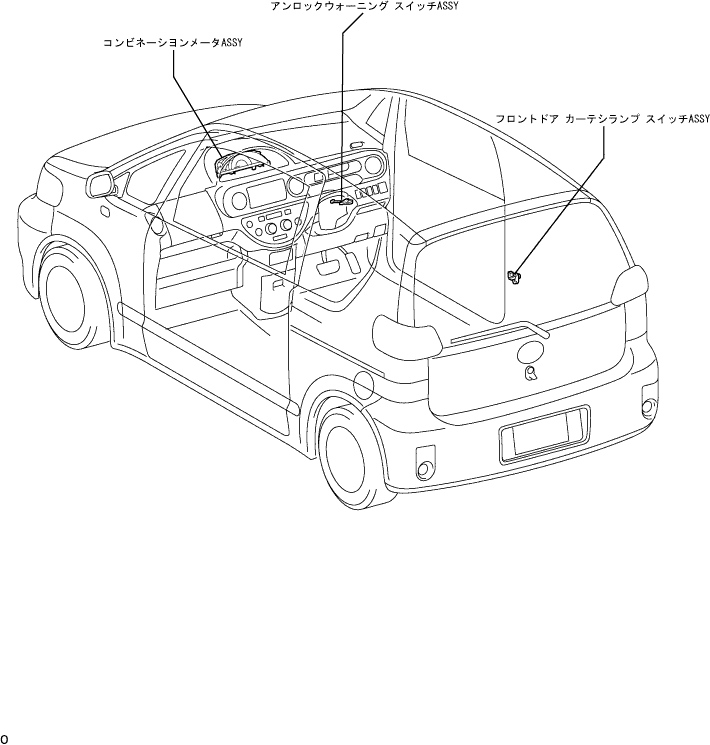 アンロックウォーニング スイッチASSY
コンビネーションメータASSY
フロントドア カーテシランプ スイッチASSY
O